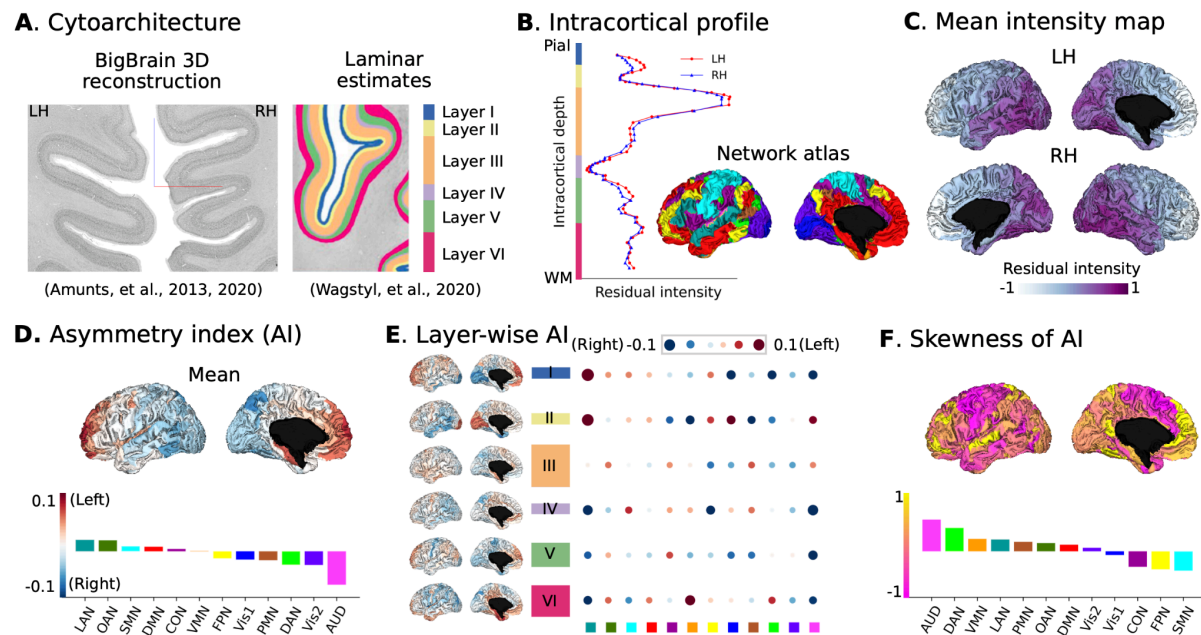 A. Cytoarchitecture
BigBrain 3D
reconstruction
LH
RH
(Amunts, et al., 2013, 2020)
Laminar
estimates
Layer I
Layer II
Layer III
Layer IV
Layer V
Layer VI
(Wagstyl, et al., 2020)
B. Intracortical profile
Pial
Intracortical depth
WM
LH
RH
Network atlas
Residual intensity
C. Mean intensity map
LH
RH
Residual intensity
-1
1
D. Asymmetry index (AI)
Mean
0.1
(Left)
-0.1
(Right)
LAN
OAN
SMN
DMN
CON
VMN
FPN
Vis1
PMN
DAN
Vis2
AUD
E. Layer-wise AI
(Right) -0.1
0.1(Left)
I
II
III
IV
V
VI
F. Skewness of AI
1
-1
AUD
DAN
VMN
LAN
PMN
OAN
DMN
Vis2
Vis1
CON
FPN
SMN